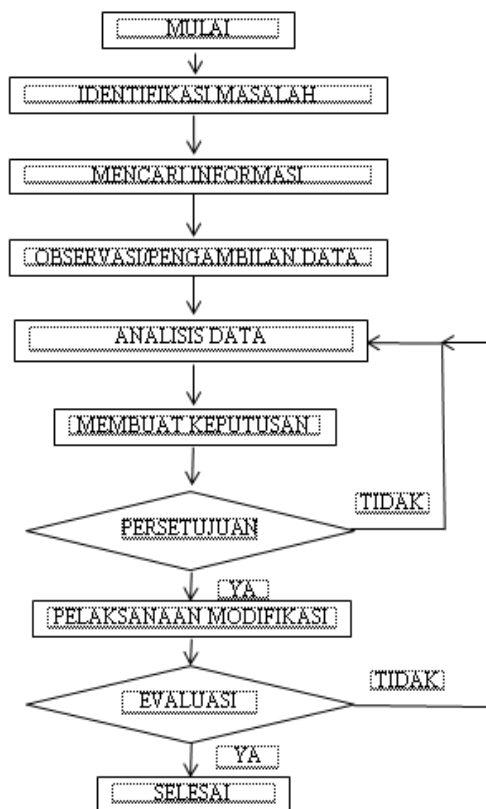 MULAI
IDENTIFIKASI MASALAH
MENCARI INFORMASI
OBSERVASI/PENGAMBILAN DATA
ANALISIS DATA
MEMBUAT KEPUTUSAN
TIDAK
PERSETUJUAN
YA
PELAKSANAAN MODIFIKASI
TIDAK
EVALUASI
YA
SELESAI